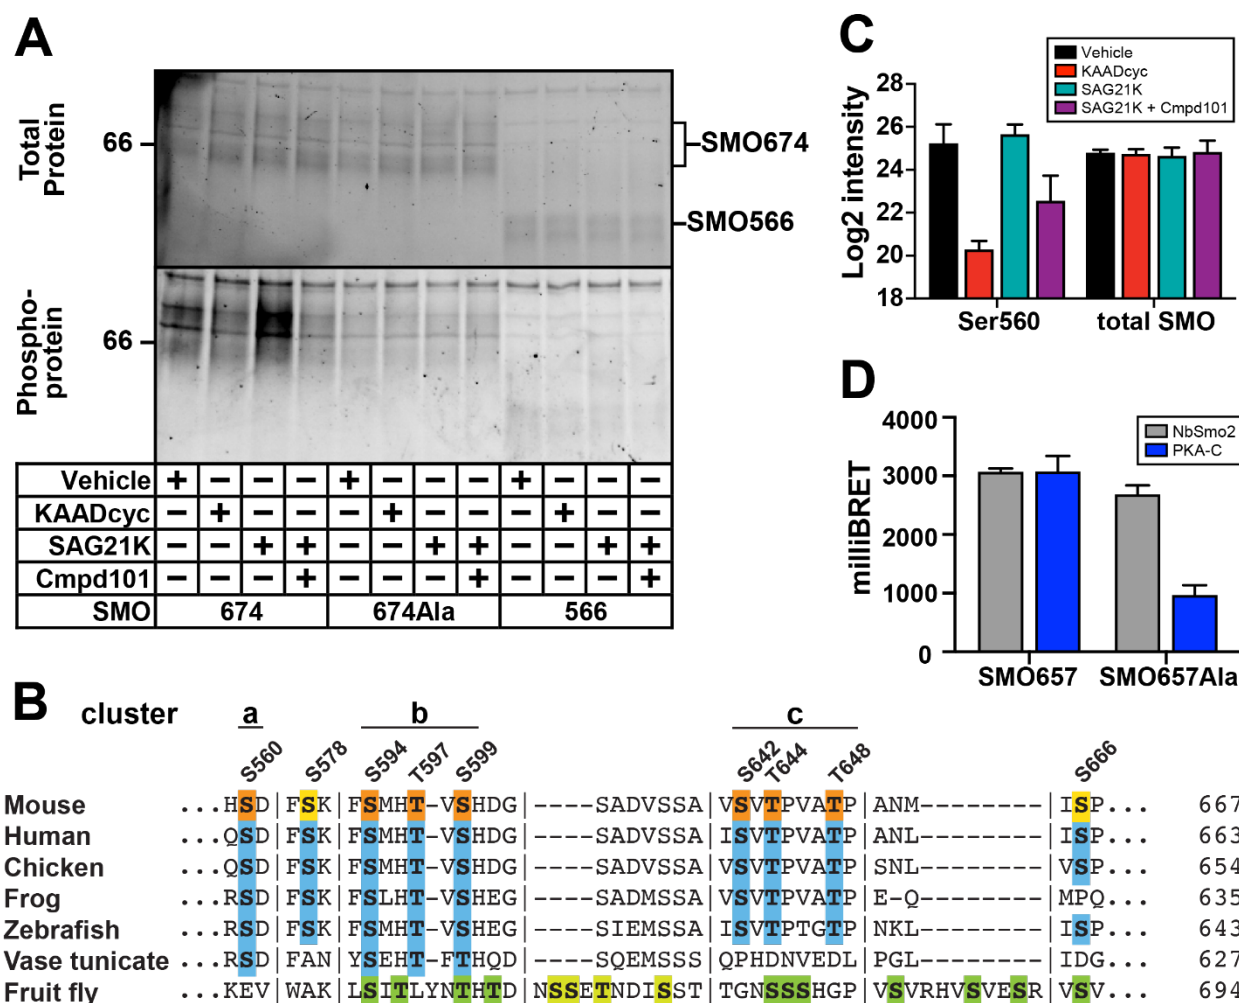 A
Total Protein
66
SMO674
SMO566
Phospho-protein
66
Vehicle + – – – + – – – + – – –
KAADcyc – + – – – + – – – + – –
SAG21K – – + + – – + + – – + +
Cmpd101 – – – + – – – + – – – +
SMO 674 674Ala 566
C
Vehicle
KAADcyc
SAG21K
SAG21K + Cmpd101
Log2 intensity
28
26
24
22
20
18
Ser560 total SMO
D
NbSmo2
PKA-C
milliBRET
4000
3000
2000
1000
0
SMO657 SMO657Ala
B cluster a b c
S560 S578 S594 T597 S599 S642 T644 T648 S666
Mouse ...HSD|FSK|FSMHT-VSHDG|----SADVSSA|VSVTPVATP|ANM--------|ISP... 667
Human ...QSD|FSK|FSMHT-VSHDG|----SADVSSA|ISVTPVATP|ANL--------|ISP... 663
Chicken ...QSD|FSK|FSMHT-VSHDG|----SADVSSA|VSVTPVATP|SNL--------|VSP... 654
Frog ...RSD|FSK|FSLHT-VSHEG|----SADMSSA|VSVTPVATP|E-Q--------|MPQ... 635
Zebrafish ...RSD|FSK|FSMHT-VSHEG|----SIEMSSA|ISVTPTGTP|NKL--------|ISP... 643
Vase tunicate ...RSD|FAN|YSEHT-FTHQD|----SQEMSSS|QPHDNVEDL|PGL--------|IDG... 627
Fruit fly ...KEV|WAK|LSITLYNTHTD|NSSETNDISST|TGNSSSHGP|VSVRHVSVESR|VSV... 694